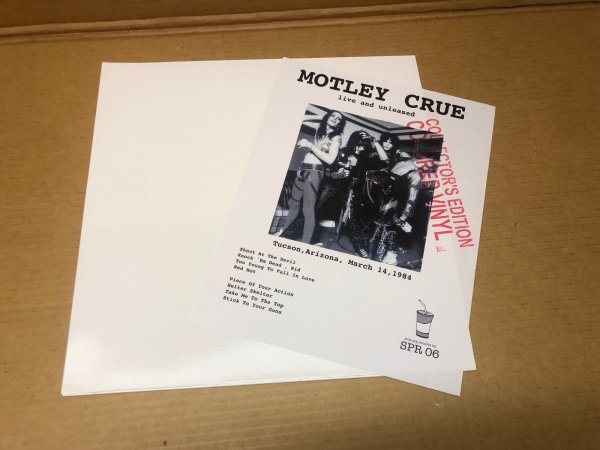 MOTLEY CRUE
live and unleased
COLLECTOR'S EDITION
VINYL
Tucson, Arizona, March 14,1984
Shout At The Devil
Knock 'Em Dead , Kid
Too Young To Fall In Love
Red Hot
Piece Of Your Action
Helter Skelter
Take Me To The Top
Stick To Your Guns
SPR 06